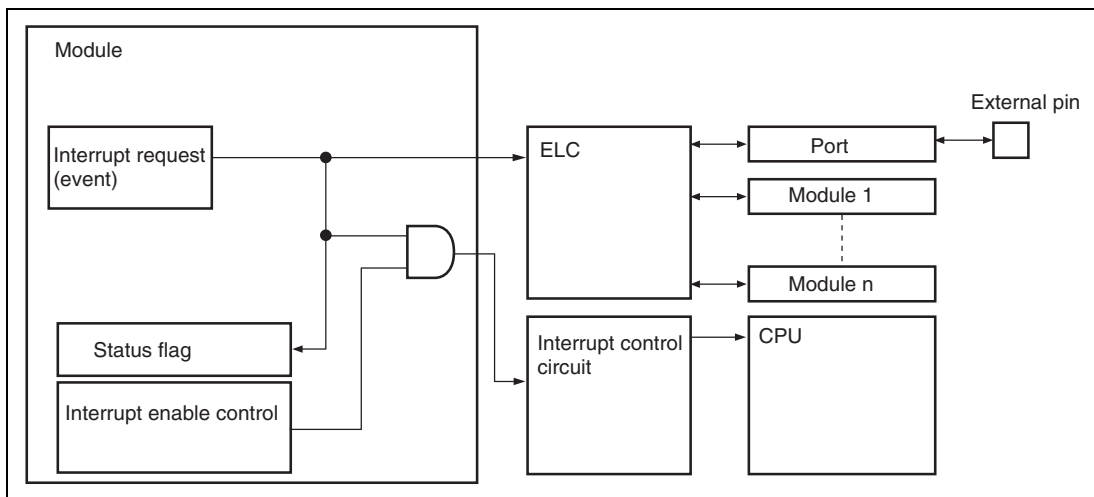 Module
External pin
Interrupt request
(event)
ELC
Port
Module 1
Module n
Status flag
Interrupt control
circuit
CPU
Interrupt enable control